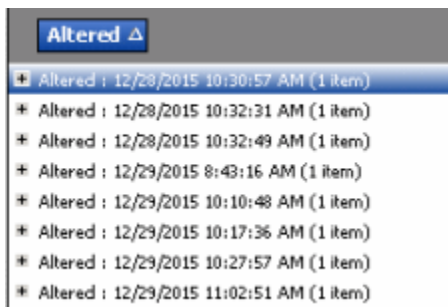 Altered
Altered : 12/28/2015 10:30:57 AM (1 item)
Altered : 12/28/2015 10:32:31 AM (1 item)
Altered : 12/28/2015 10:32:49 AM (1 item)
Altered : 12/29/2015 8:43:16 AM (1 item)
Altered : 12/29/2015 10:10:48 AM (1 item)
Altered : 12/29/2015 10:17:36 AM (1 item)
Altered : 12/29/2015 10:27:57 AM (1 item)
Altered : 12/29/2015 11:02:51 AM (1 item)